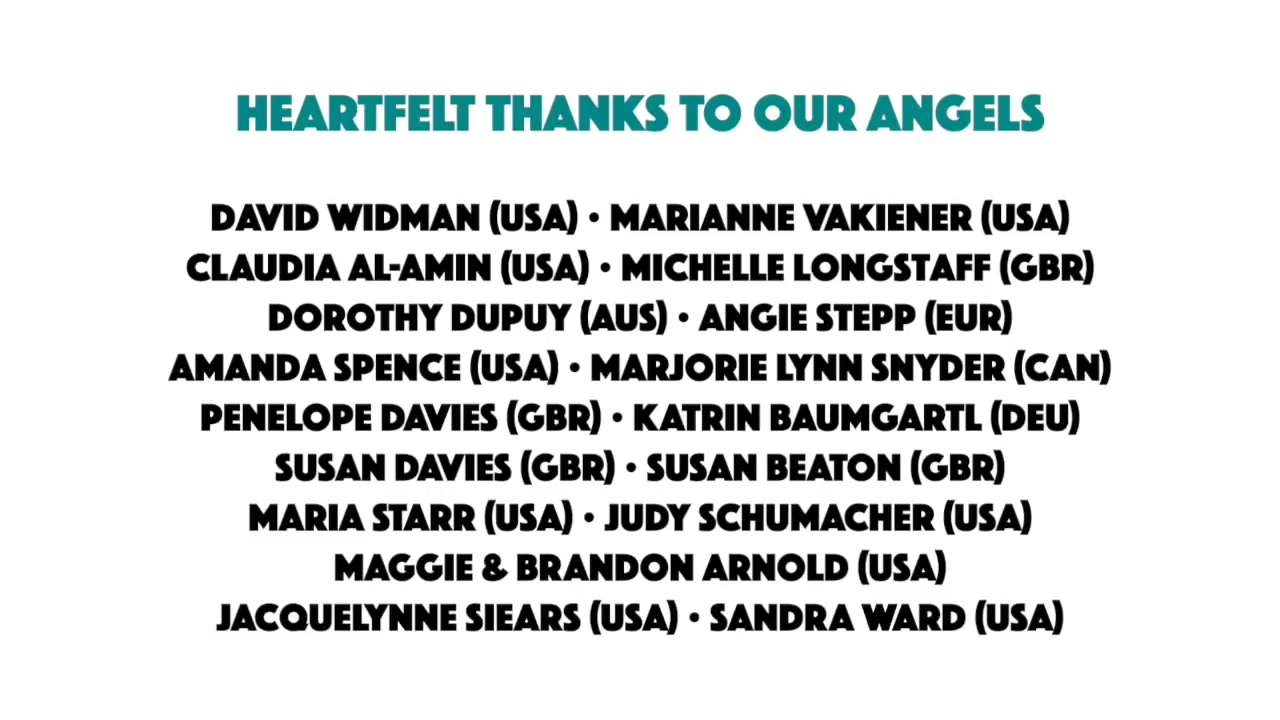 HEARTFELT THANKS TO OUR ANGELS
DAVID WIDMAN (USA) • MARIANNE VAKIENER (USA)
CLAUDIA AL-AMIN (USA) • MICHELLE LONGSTAFF (GBR)
DOROTHY DUPUY (AUS) • ANGIE STEPP (EUR)
AMANDA SPENCE (USA) • MARJORIE LYNN SNYDER (CAN)
PENELOPE DAVIES (GBR) • KATRIN BAUMGARTL (DEU)
SUSAN DAVIES (GBR) • SUSAN BEATON (GBR)
MARIA STARR (USA) • JUDY SCHUMACHER (USA)
MAGGIE & BRANDON ARNOLD (USA)
JACQUELYNNE SIEARS (USA) • SANDRA WARD (USA)